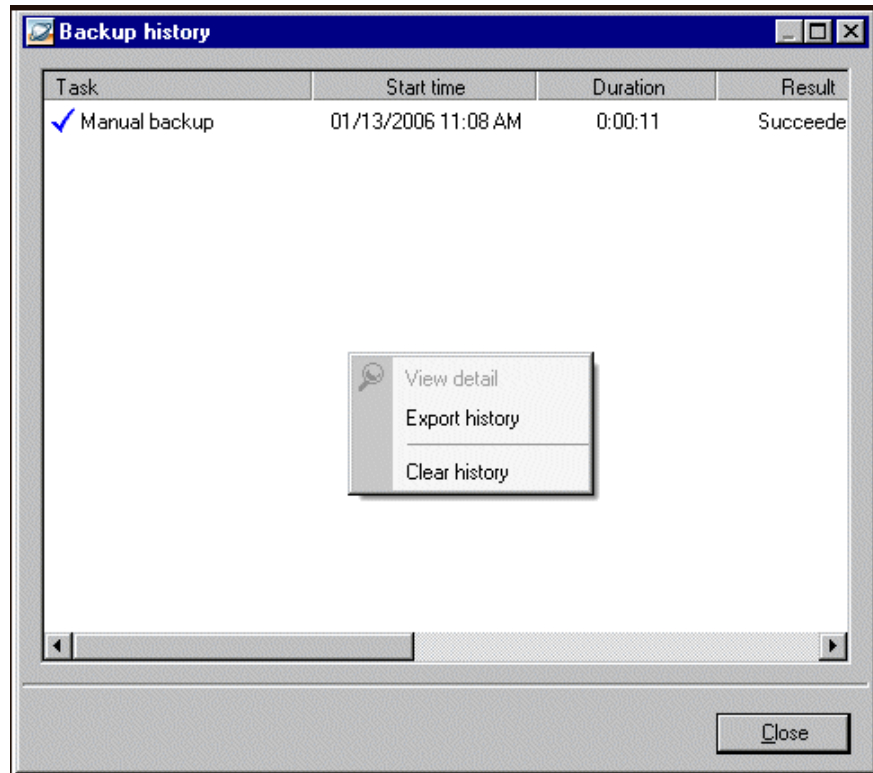 Backup history
Task Start time Duration Result
Manual backup 01/13/2006 11:08 AM 0:00:11 Succeede
View detail
Export history
Clear history
Close